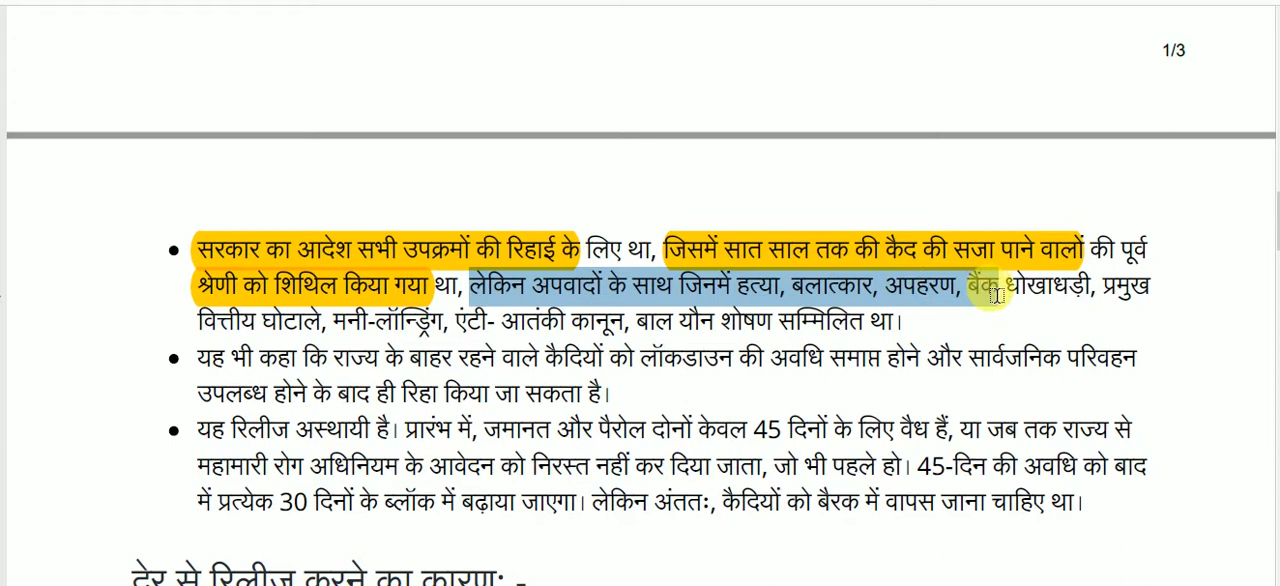 1/3
• सरकार का आदेश सभी उपक्रमों की रिहाई के लिए था, जिसमें सात साल तक की कैद की सजा पाने वालों की पूर्व
श्रेणी को शिथिल किया गया था, लेकिन अपवादों के साथ जिनमें हत्या, बलात्कार, अपहरण, बैंक धोखाधड़ी, प्रमुख
वित्तीय घोटाले, मनी-लॉन्ड्रिंग, एंटी- आतंकी कानून, बाल यौन शोषण सम्मिलित था।
• यह भी कहा कि राज्य के बाहर रहने वाले कैदियों को लॉकडाउन की अवधि समाप्त होने और सार्वजनिक परिवहन
उपलब्ध होने के बाद ही रिहा किया जा सकता है।
• यह रिलीज अस्थायी है। प्रारंभ में, जमानत और पैरोल दोनों केवल 45 दिनों के लिए वैध हैं, या जब तक राज्य से
महामारी रोग अधिनियम के आवेदन को निरस्त नहीं कर दिया जाता, जो भी पहले हो। 45-दिन की अवधि को बाद
में प्रत्येक 30 दिनों के ब्लॉक में बढ़ाया जाएगा। लेकिन अंततः, कैदियों को बैरक में वापस जाना चाहिए था।
देर से रिलीज करने का कारण: -